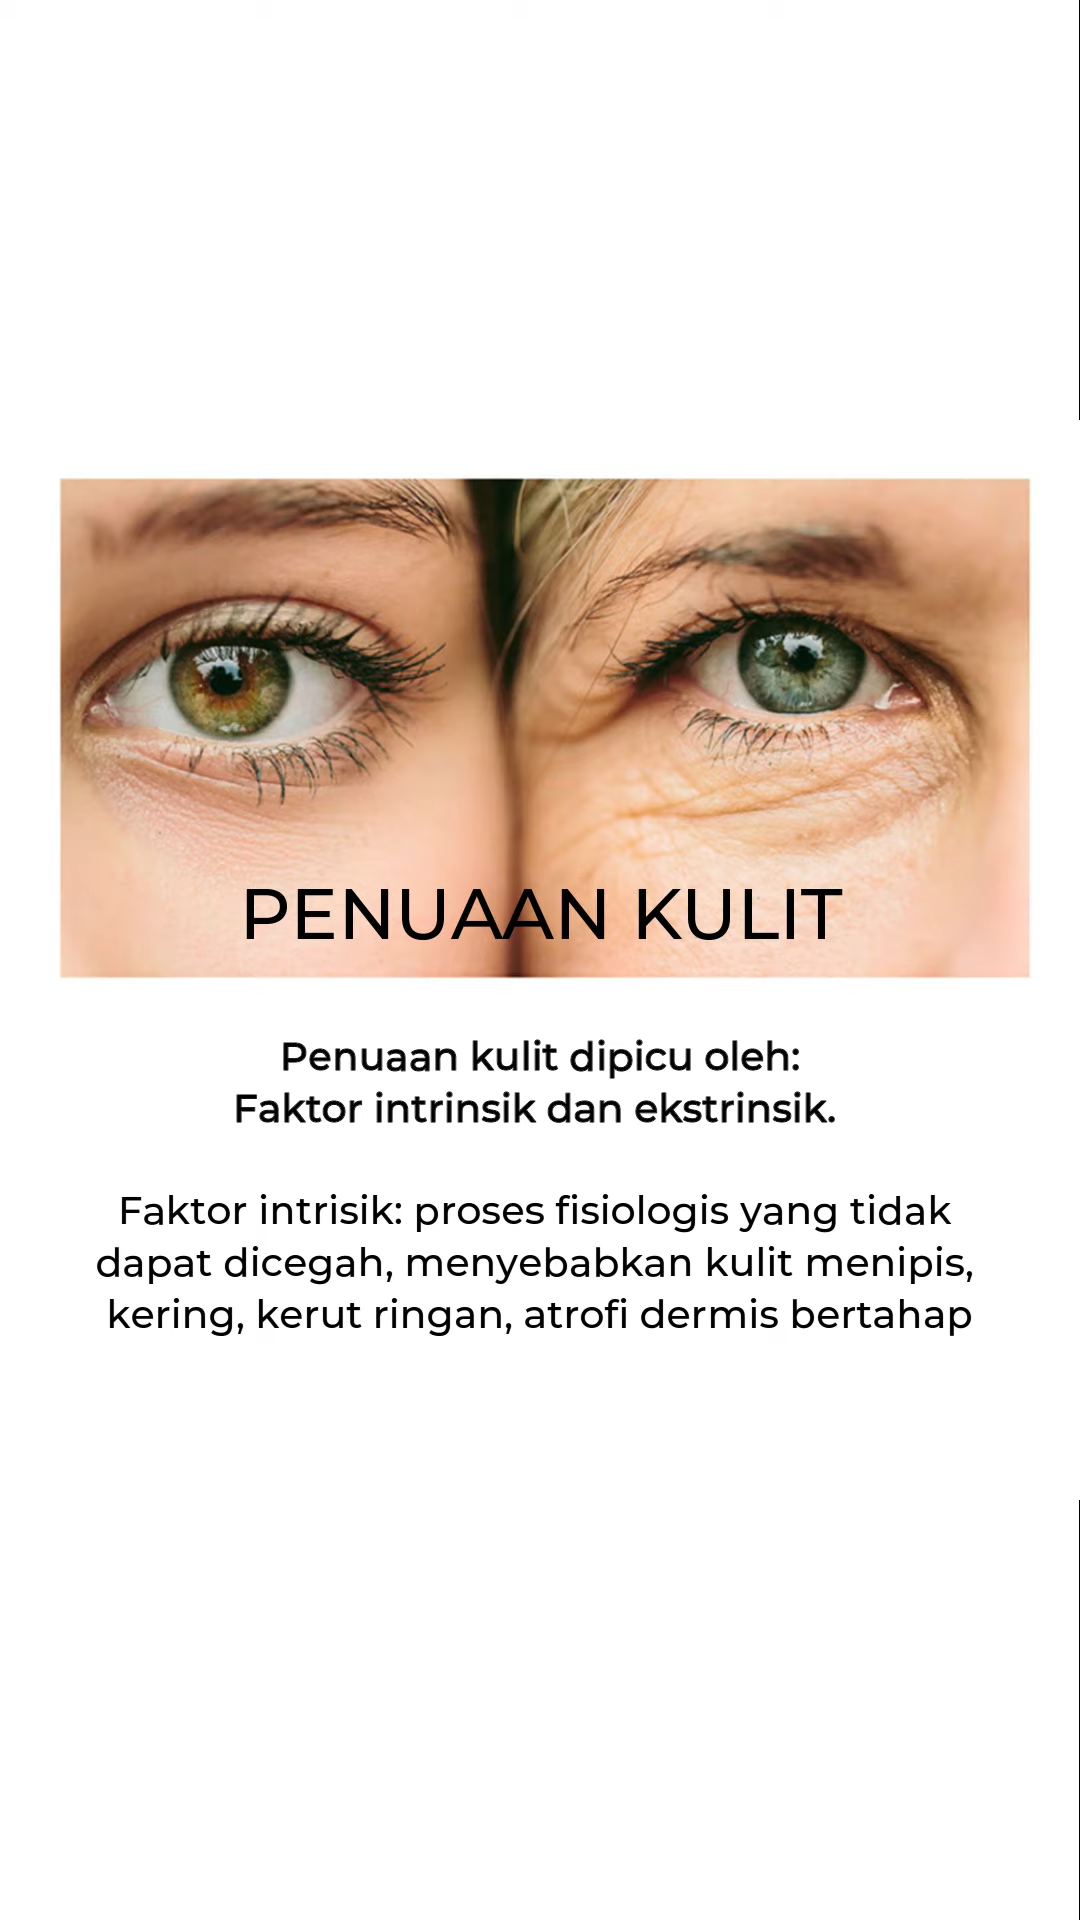 PENUAAN KULIT
Penuaan kulit dipicu oleh:
Faktor intrinsik dan ekstrinsik.
Faktor intrisik: proses fisiologis yang tidak
dapat dicegah, menyebabkan kulit menipis,
kering, kerut ringan, atrofi dermis bertahap